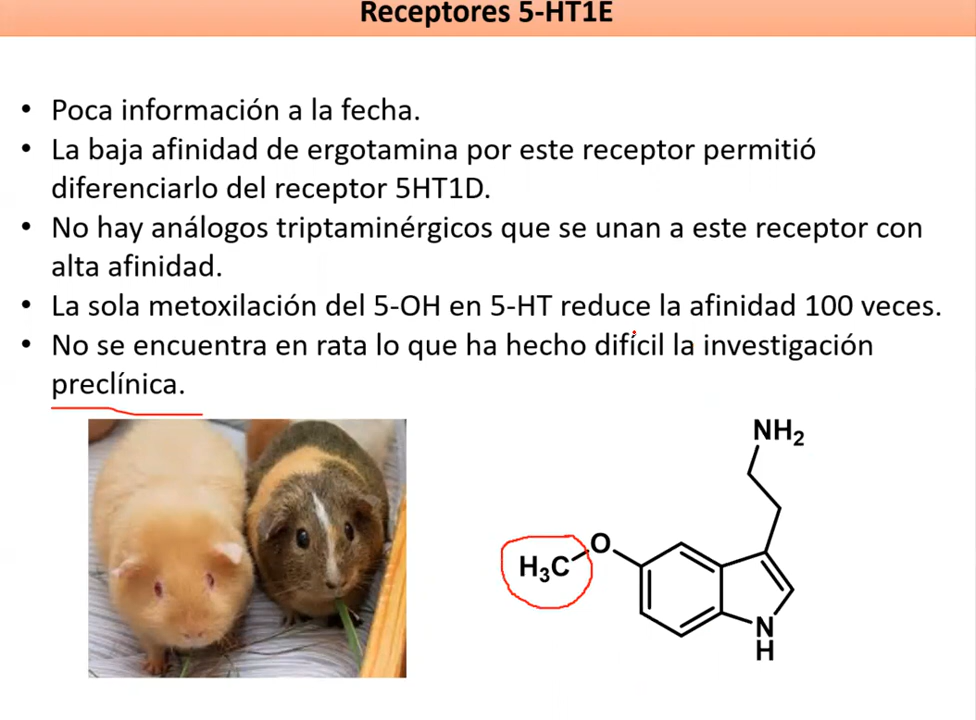 Receptores 5-HT1E
• Poca información a la fecha.
• La baja afinidad de ergotamina por este receptor permitió
diferenciarlo del receptor 5HT1D.
• No hay análogos triptaminérgicos que se unan a este receptor con
alta afinidad.
• La sola metoxilación del 5-OH en 5-HT reduce la afinidad 100 veces.
• No se encuentra en rata lo que ha hecho difícil la investigación
preclínica.
NH₂
O
H₃C
N
H